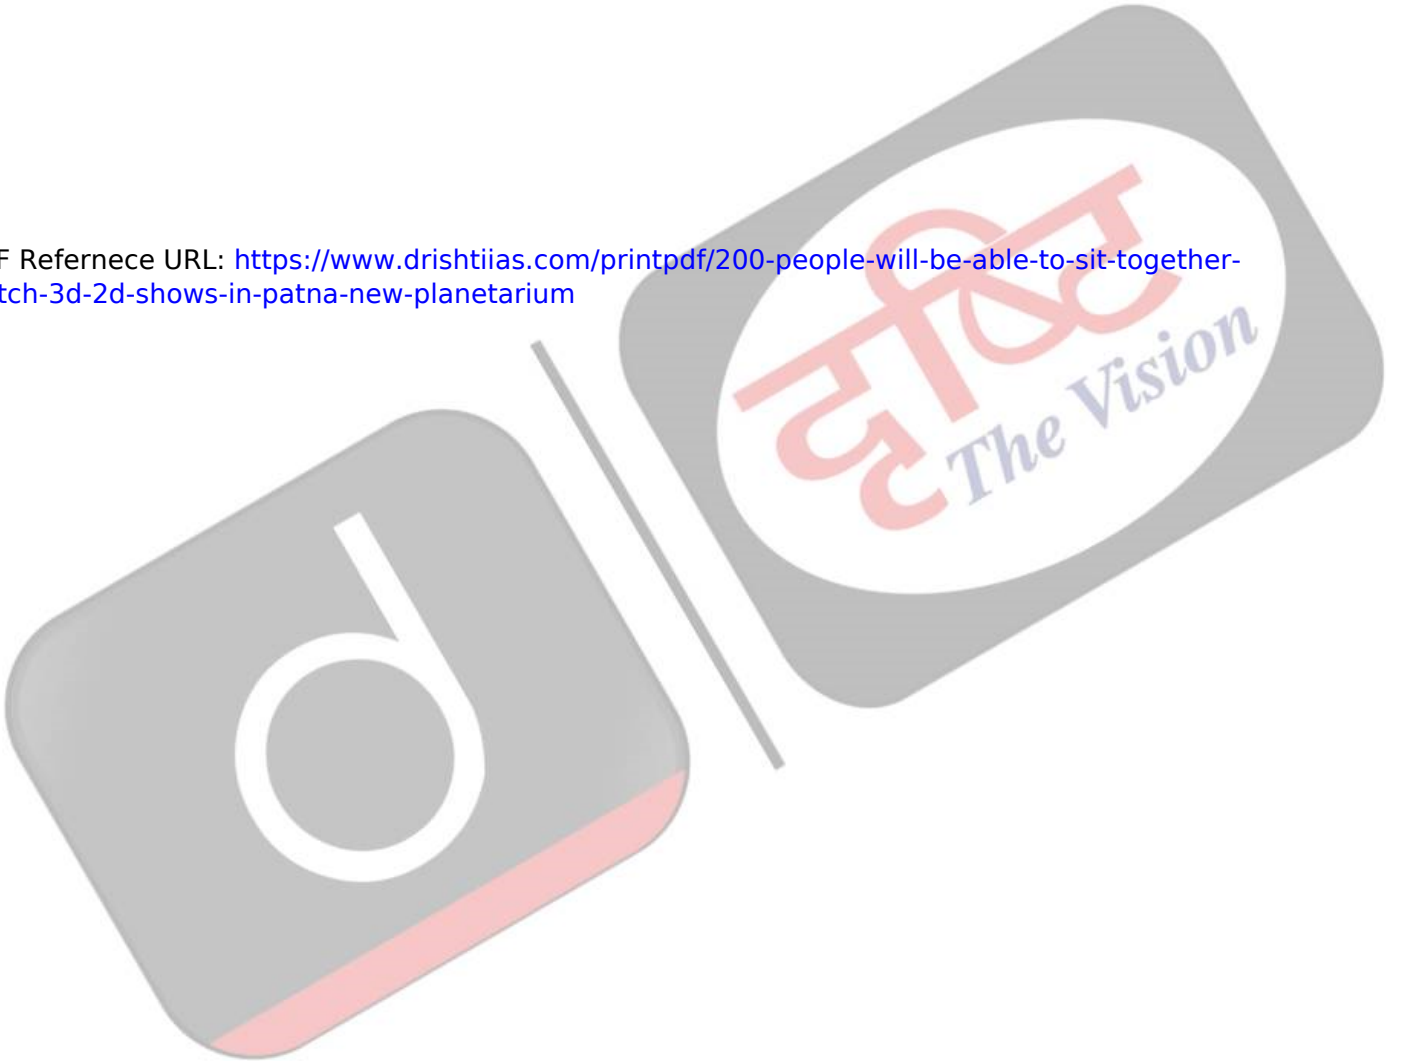 F Refernece URL: https://www.drishtiias.com/printpdf/200-people-will-be-able-to-sit-together-
tch-3d-2d-shows-in-patna-new-planetarium
दृष्टि
The Vision
d